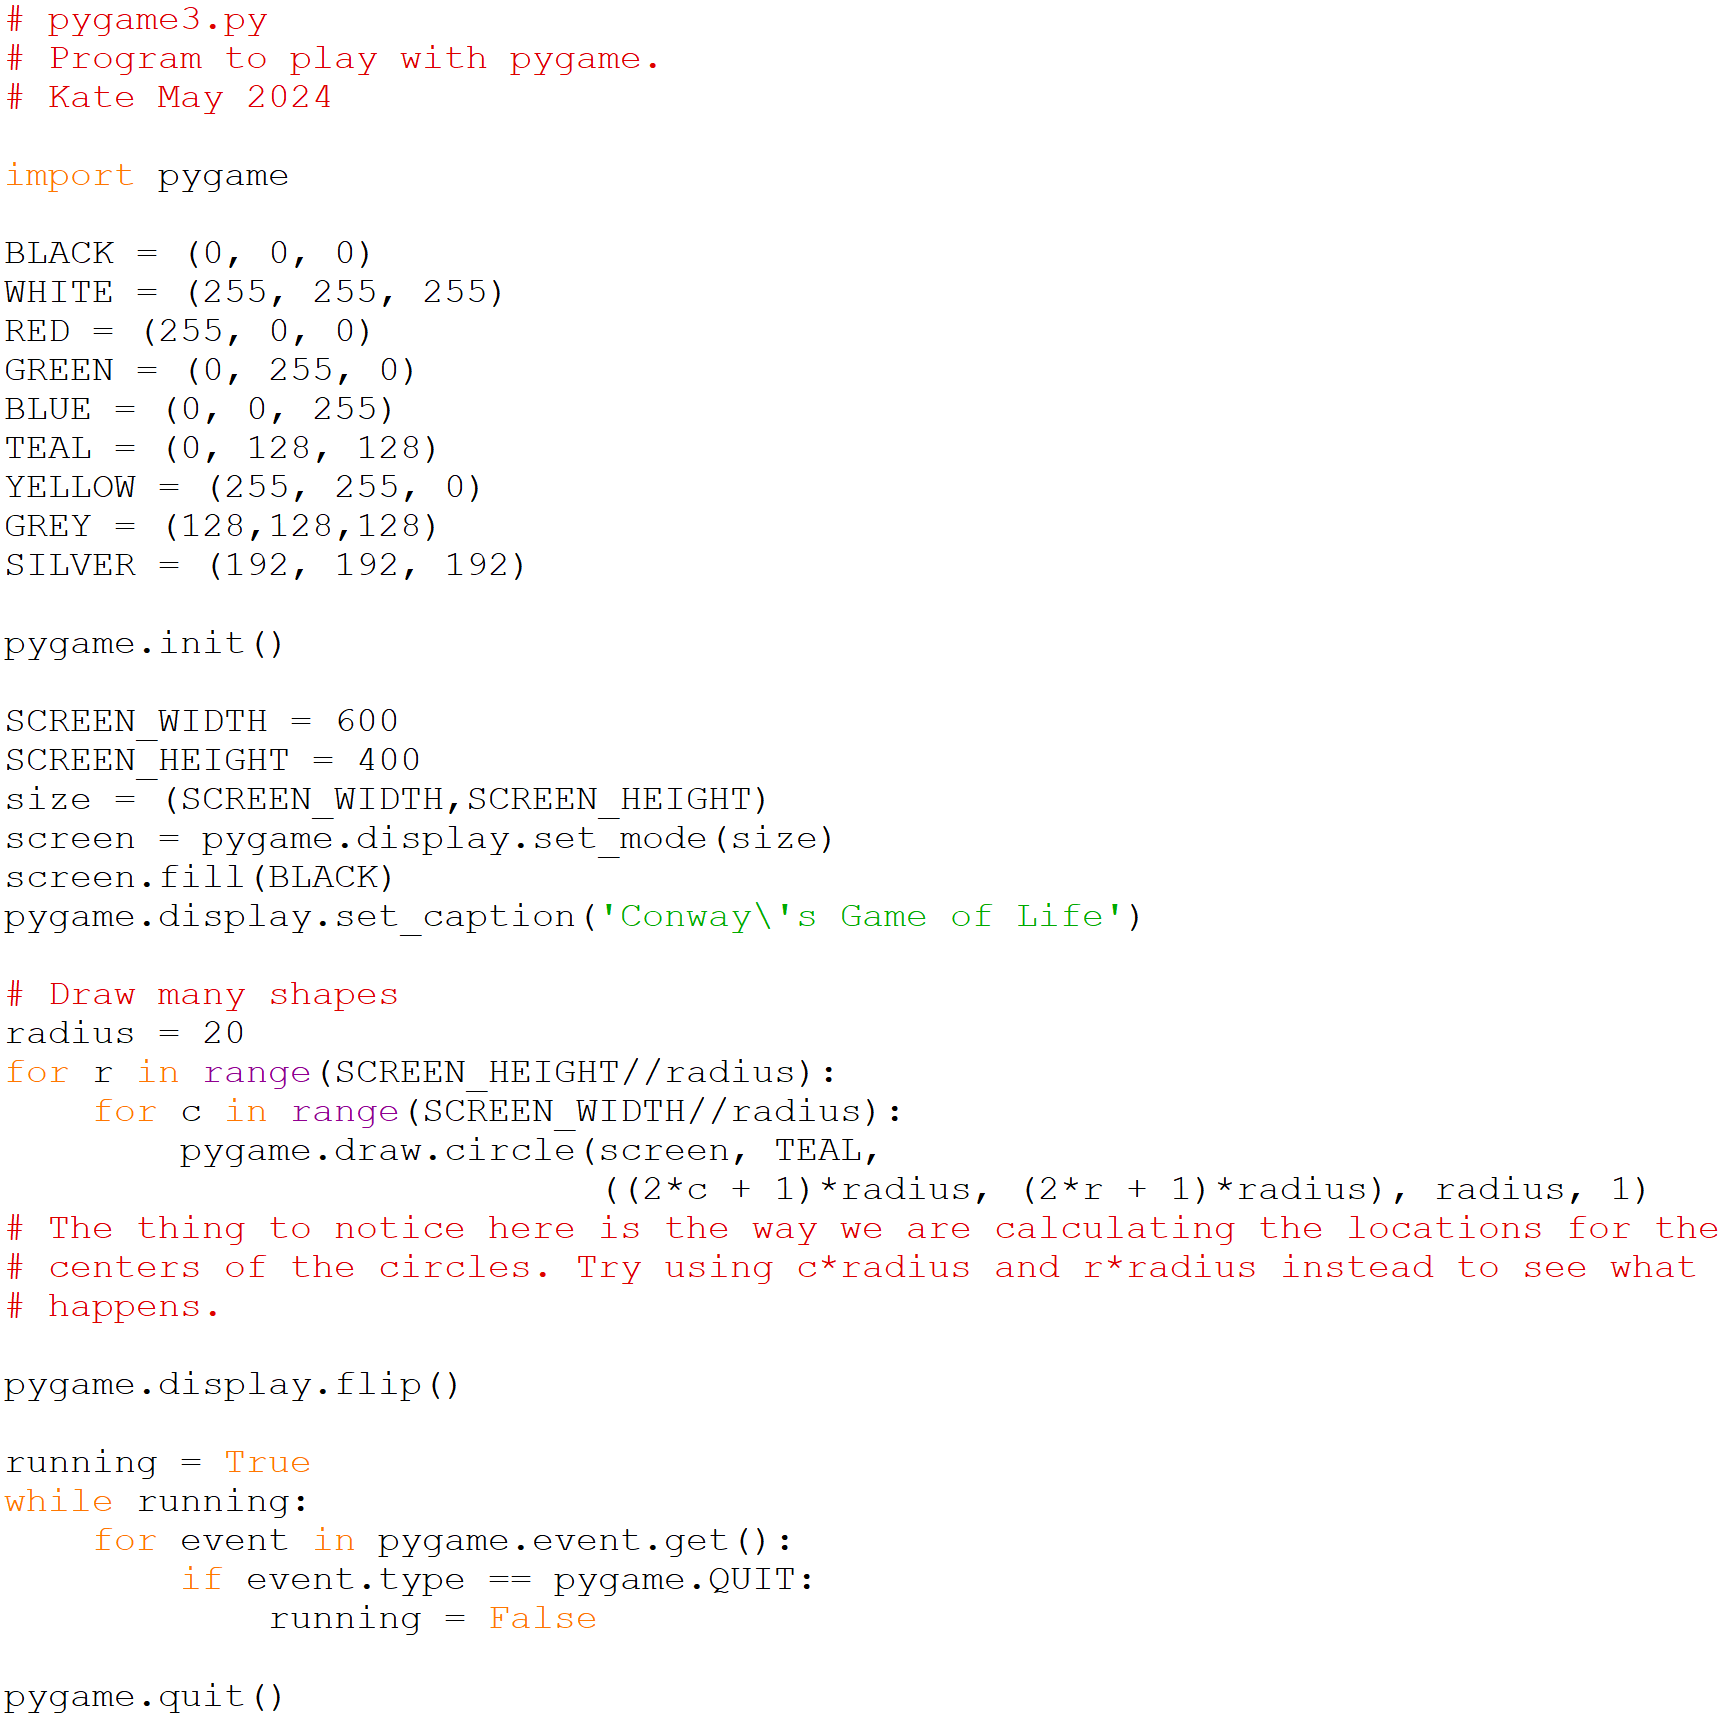 # pygame3.py
# Program to play with pygame.
# Kate May 2024

import pygame

BLACK = (0, 0, 0)
WHITE = (255, 255, 255)
RED = (255, 0, 0)
GREEN = (0, 255, 0)
BLUE = (0, 0, 255)
TEAL = (0, 128, 128)
YELLOW = (255, 255, 0)
GREY = (128,128,128)
SILVER = (192, 192, 192)

pygame.init()

SCREEN_WIDTH = 600
SCREEN_HEIGHT = 400
size = (SCREEN_WIDTH,SCREEN_HEIGHT)
screen = pygame.display.set_mode(size)
screen.fill(BLACK)
pygame.display.set_caption('Conway\'s Game of Life')

# Draw many shapes
radius = 20
for r in range(SCREEN_HEIGHT//radius):
    for c in range(SCREEN_WIDTH//radius):
        pygame.draw.circle(screen, TEAL,
                           ((2*c + 1)*radius, (2*r + 1)*radius), radius, 1)
# The thing to notice here is the way we are calculating the locations for the
# centers of the circles. Try using c*radius and r*radius instead to see what
# happens.

pygame.display.flip()

running = True
while running:
    for event in pygame.event.get():
        if event.type == pygame.QUIT:
            running = False

pygame.quit()